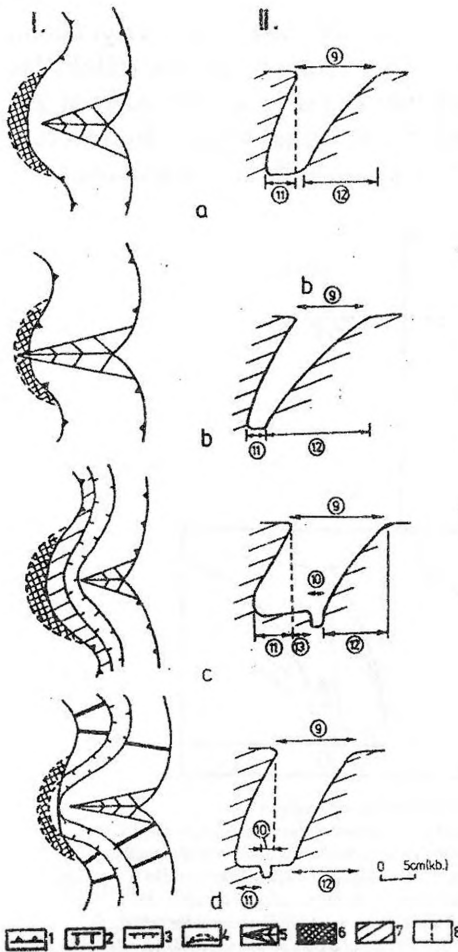 I. II.
⑨
⑪ ⑫
a
b
⑨
⑪ ⑫
b
⑨
⑩
⑪ ⑬ ⑫
c
⑨
⑩
⑪ ⑫
0 5cm(kb.)
d
1 2 3 4 5 6 7 8